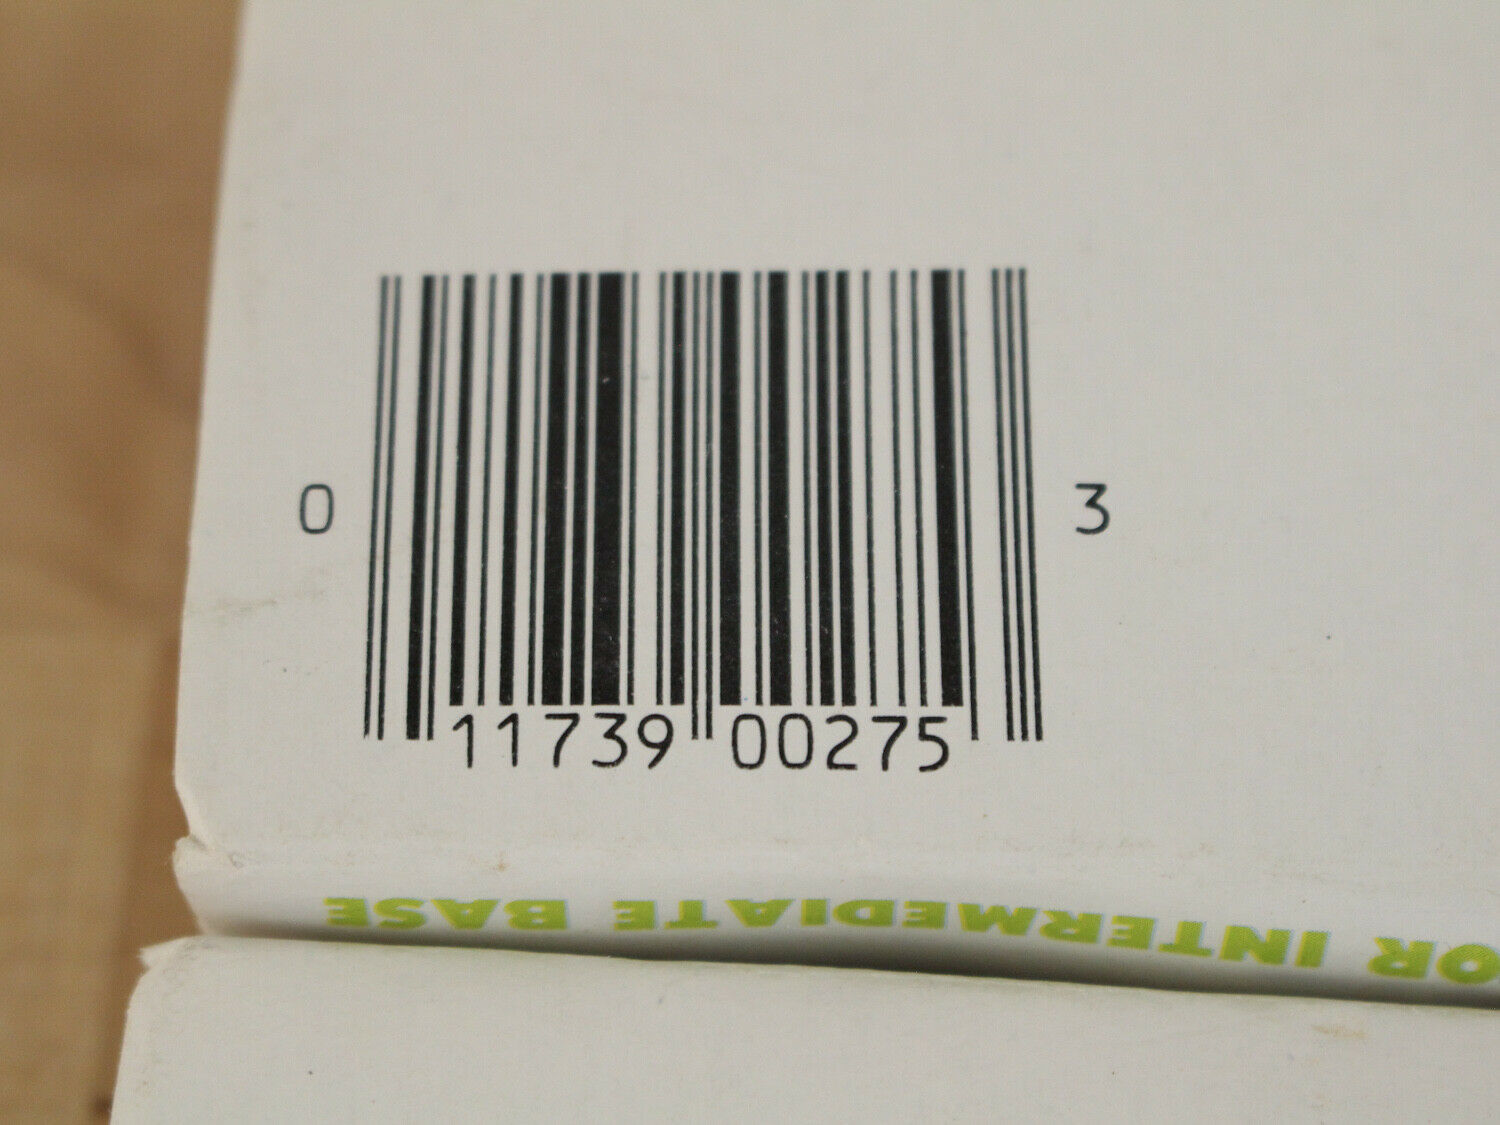 0 11739 00275 3
OR INTERMEDIATE BASE